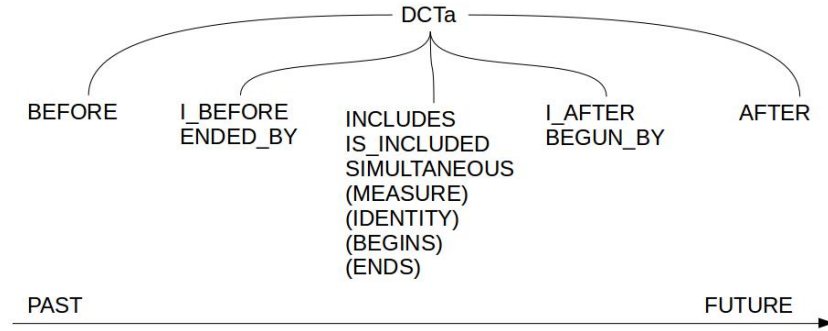 DCTa
BEFORE
I_BEFORE
ENDED_BY
INCLUDES
IS_INCLUDED
SIMULTANEOUS
(MEASURE)
(IDENTITY)
(BEGINS)
(ENDS)
I_AFTER
BEGUN_BY
AFTER
PAST
FUTURE